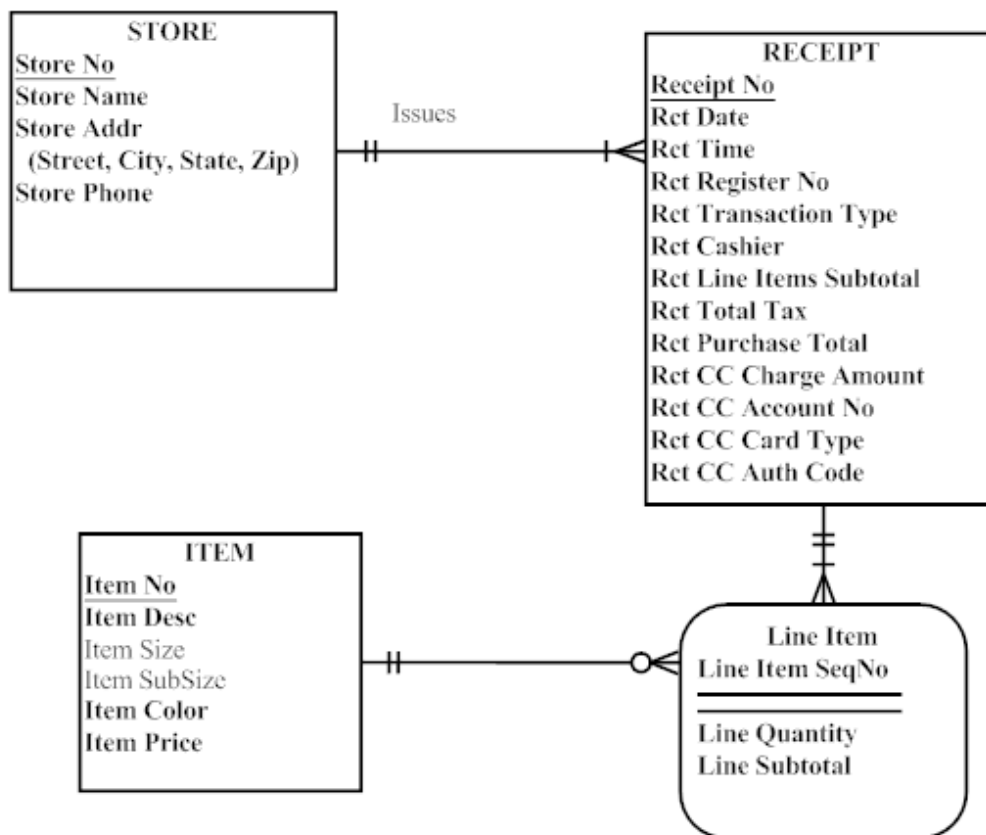 STORE
Store No
Store Name
Store Addr
(Street, City, State, Zip)
Store Phone
Issues
RECEIPT
Receipt No
Rct Date
Rct Time
Rct Register No
Rct Transaction Type
Rct Cashier
Rct Line Items Subtotal
Rct Total Tax
Rct Purchase Total
Rct CC Charge Amount
Rct CC Account No
Rct CC Card Type
Rct CC Auth Code
ITEM
Item No
Item Desc
Item Size
Item SubSize
Item Color
Item Price
Line Item
Line Item SeqNo
Line Quantity
Line Subtotal